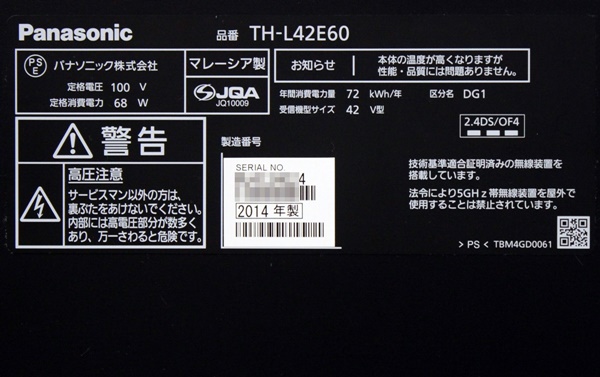 Panasonic
品番 TH-L42E60
PS
E
パナソニック株式会社
マレーシア製
定格電圧 100 V
定格消費電力 68 W
JQA
JQ10009
お知らせ
本体の温度が高くなりますが
性能・品質には問題ありません。
年間消費電力量 72 kWh/年 区分名 DG1
受信機型サイズ 42 V型
2.4DS/OF4
警告
高圧注意
サービスマン以外の方は、
裏ぶたをあけないでください。
内部には高電圧部分が数多く
あり、万一さわると危険です。
製造番号
SERIAL NO
4
2014 年製
技術基準適合証明済みの無線装置を
搭載しています。
法令により5GHz帯無線装置を屋外で
使用することは禁止されています。
>PS< TBM4GD0061